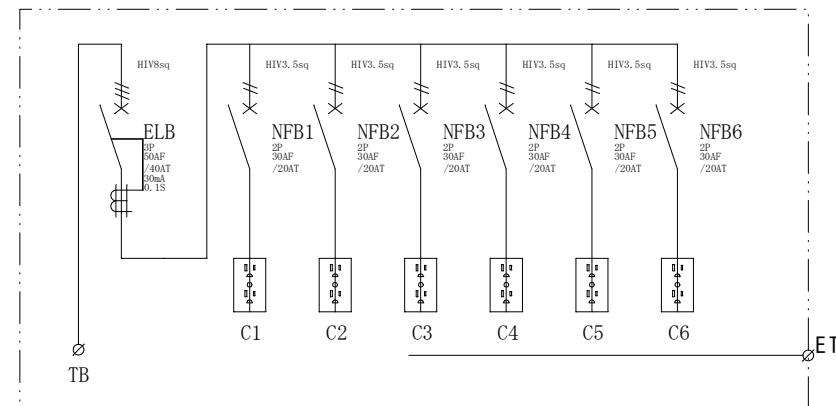 HIV8sq
HIV3.5sq
HIV3.5sq
HIV3.5sq
HIV3.5sq
HIV3.5sq
HIV3.5sq
ELB
3P
50AF
/40AT
30mA
0.1S
NFB1
2P
30AF
/20AT
NFB2
2P
30AF
/20AT
NFB3
2P
30AF
/20AT
NFB4
2P
30AF
/20AT
NFB5
2P
30AF
/20AT
NFB6
2P
30AF
/20AT
C1
C2
C3
C4
C5
C6
TB
ET